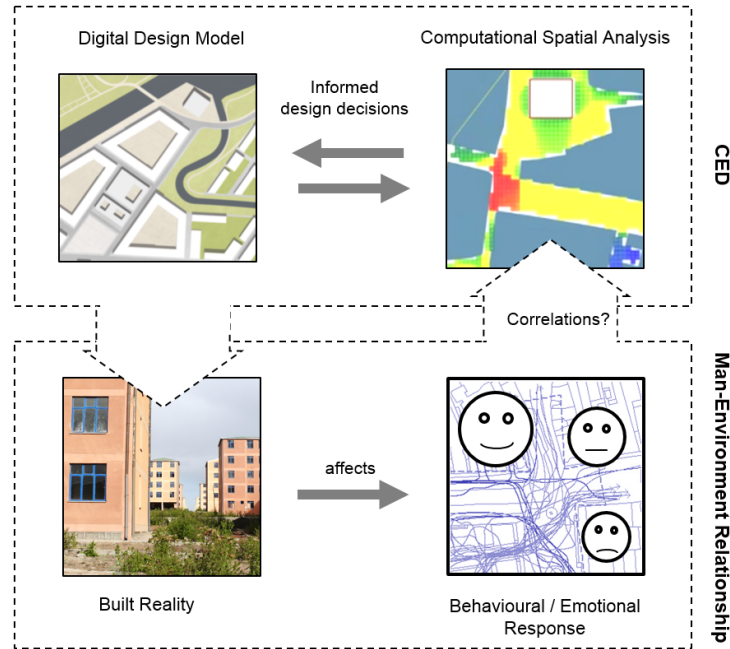 Digital Design Model
Computational Spatial Analysis
Informed
design decisions
CED
Correlations?
affects
Built Reality
Behavioural / Emotional
Response
Man-Environment Relationship